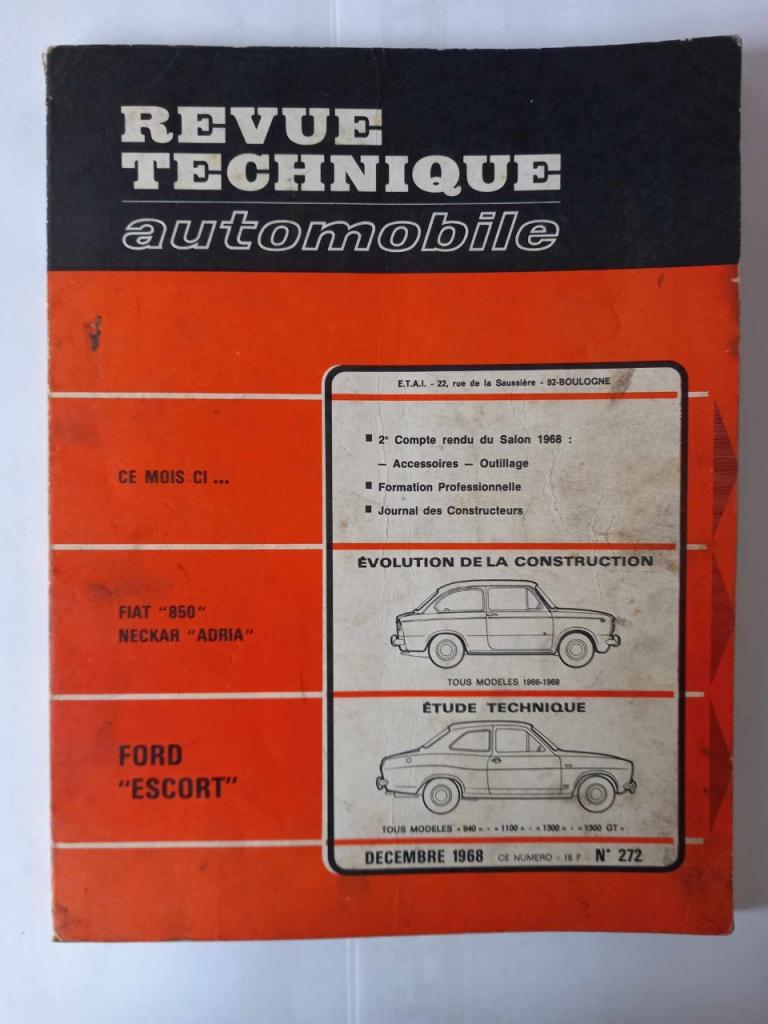 REVUE
TECHNIQUE
automobile
E.T.A.I. - 22, rue de la Saussière - 92-BOULOGNE
CE MOIS CI ...
2e Compte rendu du Salon 1968 :
— Accessoires — Outillage
Formation Professionnelle
Journal des Constructeurs
FIAT "850"
NECKAR "ADRIA"
ÉVOLUTION DE LA CONSTRUCTION
TOUS MODELES 1966-1969
FORD
"ESCORT"
ÉTUDE TECHNIQUE
TOUS MODELES « 940 » - « 1100 » - « 1300 » - « 1300 GT »
DECEMBRE 1968 CE NUMERO : 18 F N° 272